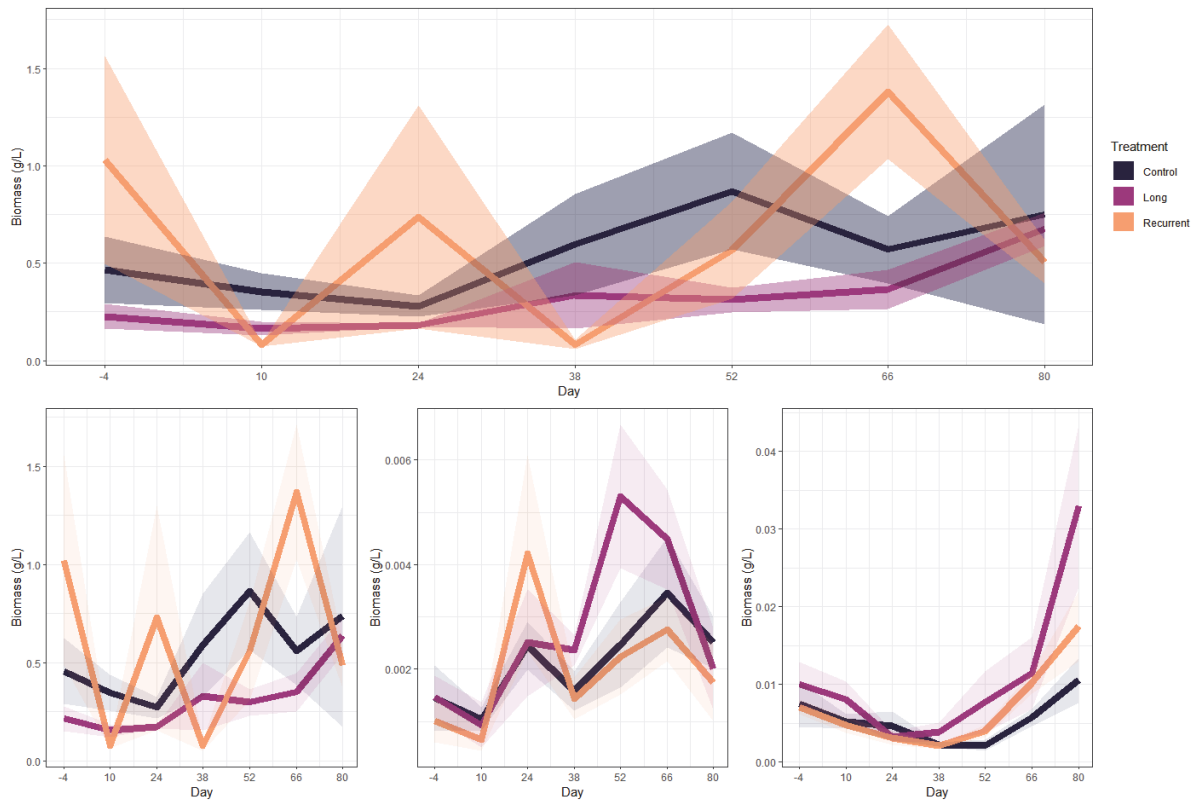 1.5
1.0
0.5
0.0
Biomass (g/L)
-4 10 24 38 52 66 80
Day
Treatment
Control
Long
Recurrent
1.5
1.0
0.5
0.0
Biomass (g/L)
-4 10 24 38 52 66 80
Day
0.006
0.004
0.002
Biomass (g/L)
-4 10 24 38 52 66 80
Day
0.04
0.03
0.02
0.01
0.00
Biomass (g/L)
-4 10 24 38 52 66 80
Day